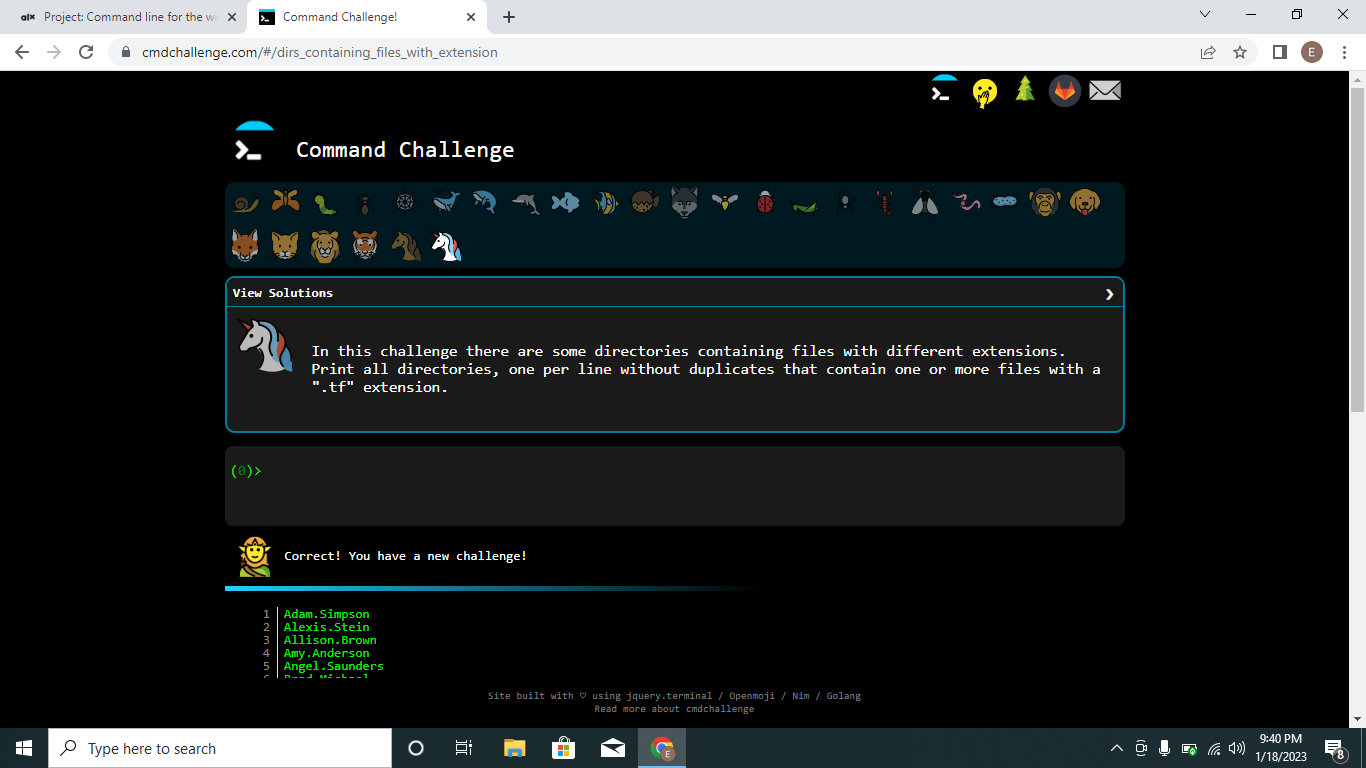 alx Project: Command line for the wi
Command Challenge!
cmdchallenge.com/#/dirs_containing_files_with_extension
E
Command Challenge
View Solutions
In this challenge there are some directories containing files with different extensions.
Print all directories, one per line without duplicates that contain one or more files with a
".tf" extension.
(0)>
Correct! You have a new challenge!
1 Adam.Simpson
2 Alexis.Stein
3 Allison.Brown
4 Amy.Anderson
5 Angel.Saunders
Site built with ♡ using jquery.terminal / Openmoji / Nim / Golang
Read more about cmdchallenge
Type here to search
E
9:40 PM
1/18/2023
8